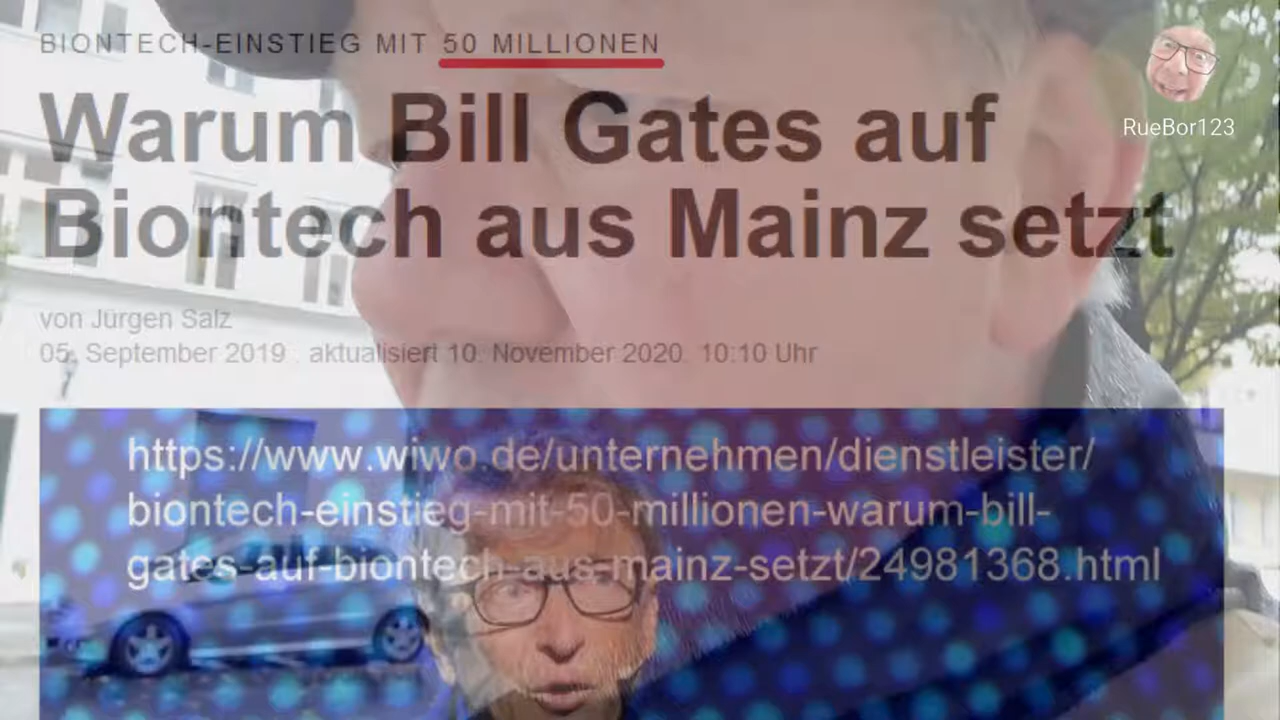 BIONTECH-EINSTIEG MIT 50 MILLIONEN
Warum Bill Gates auf
Biontech aus Mainz setzt
von Jürgen Salz
05. September 2019 aktualisiert 10. November 2020 10:10 Uhr
https://www.wiwo.de/unternehmen/dienstleister/
biontech-einstieg-mit-50-millionen-warum-bill-
gates-auf-biontech-aus-mainz-setzt/24981368.html
RueBor123